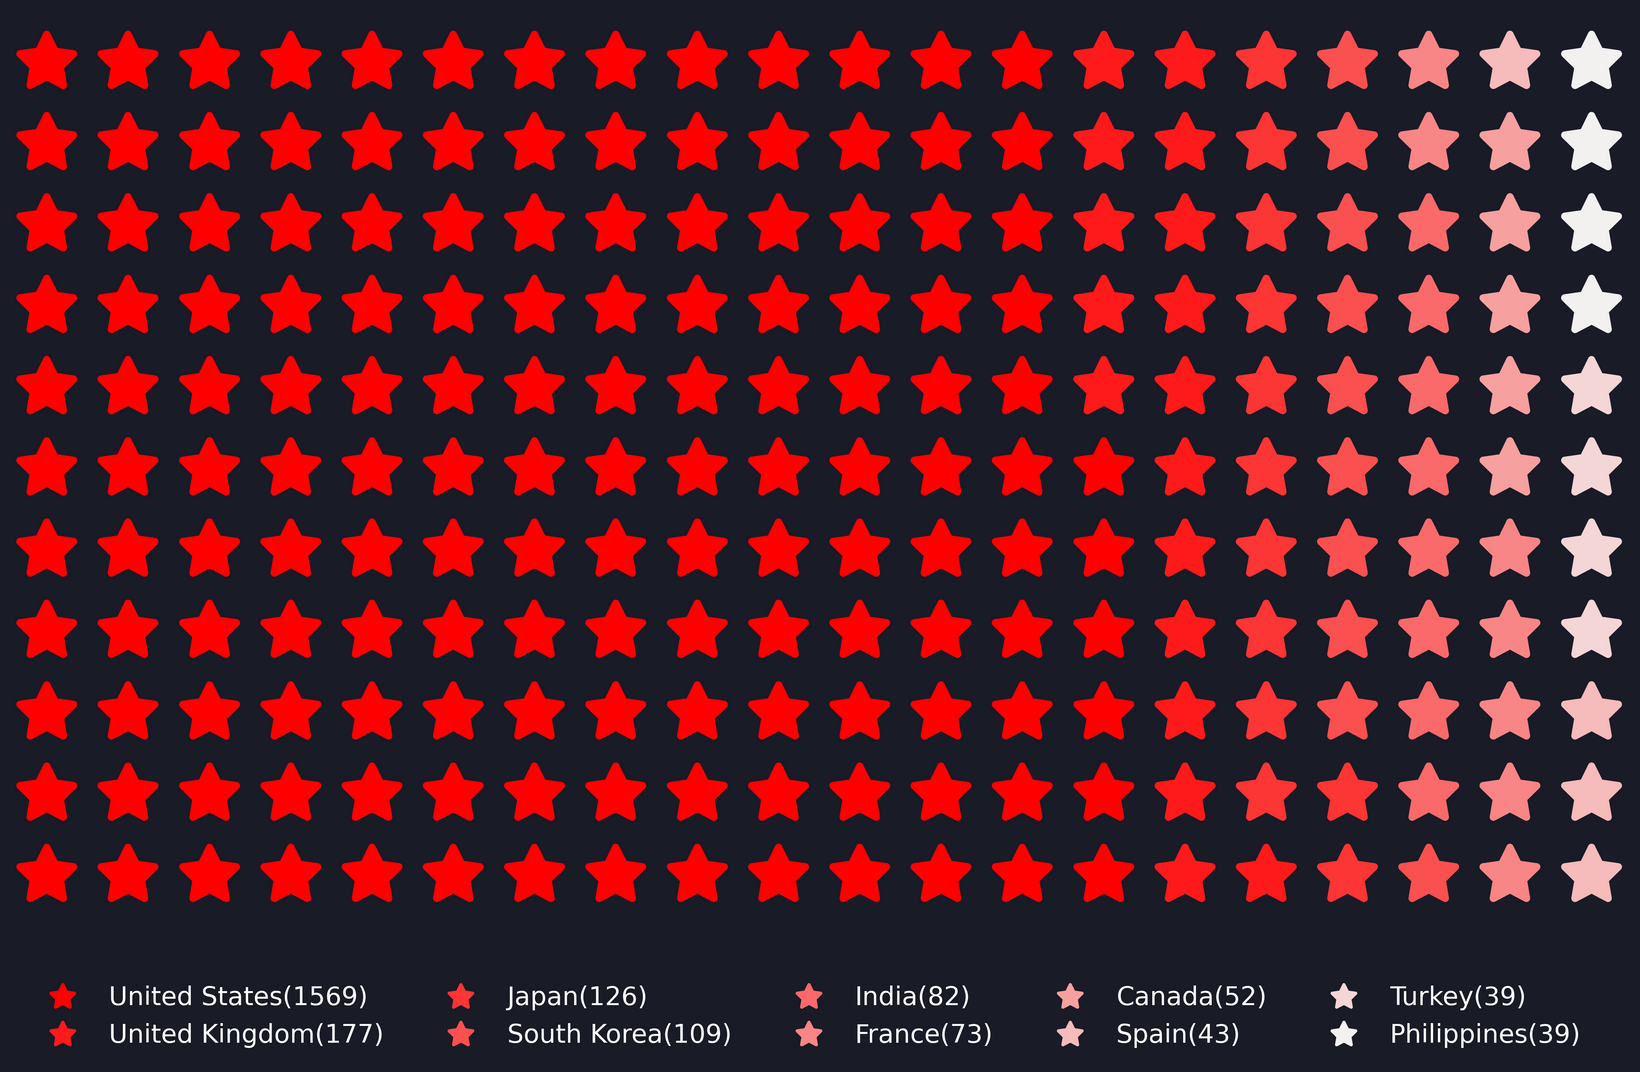 United States(1569)
United Kingdom(177)
Japan(126)
South Korea(109)
India(82)
France(73)
Canada(52)
Spain(43)
Turkey(39)
Philippines(39)